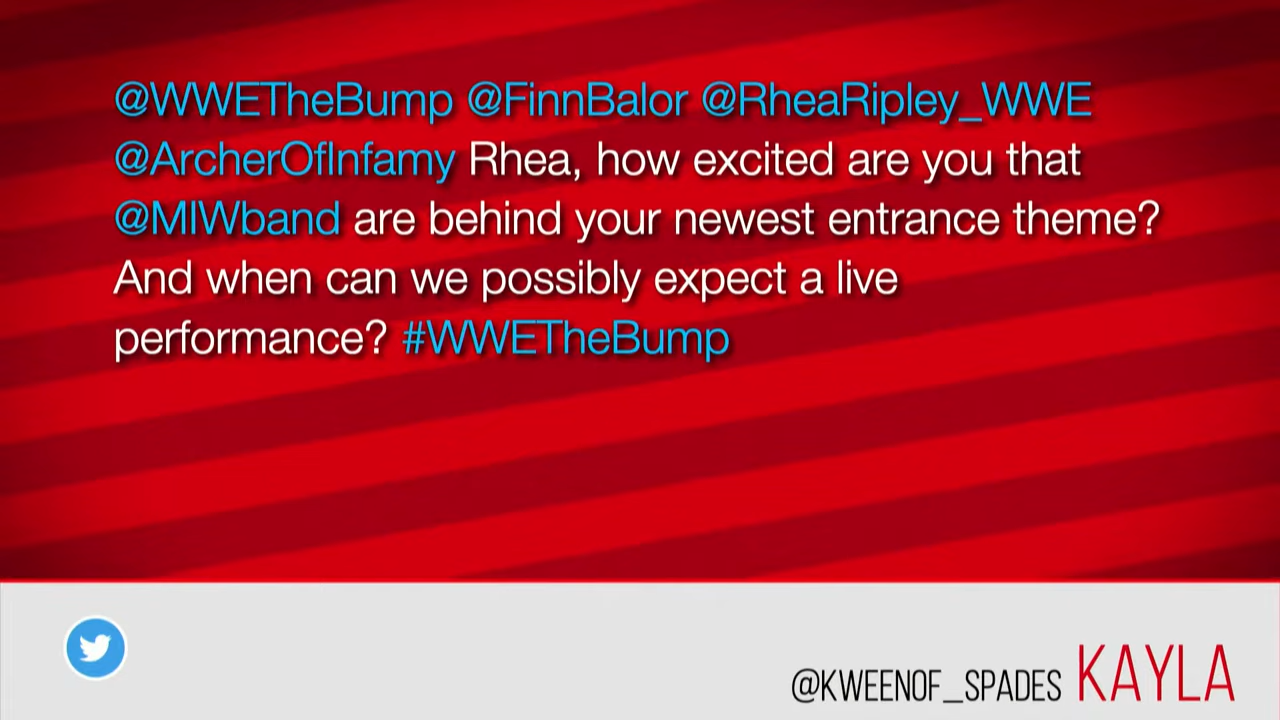 @WWETheBump @FinnBalor @RheaRipley_WWE
@ArcherOfInfamy Rhea, how excited are you that
@MIWband are behind your newest entrance theme?
And when can we possibly expect a live
performance? #WWETheBump
@KWEENOF_SPADES KAYLA